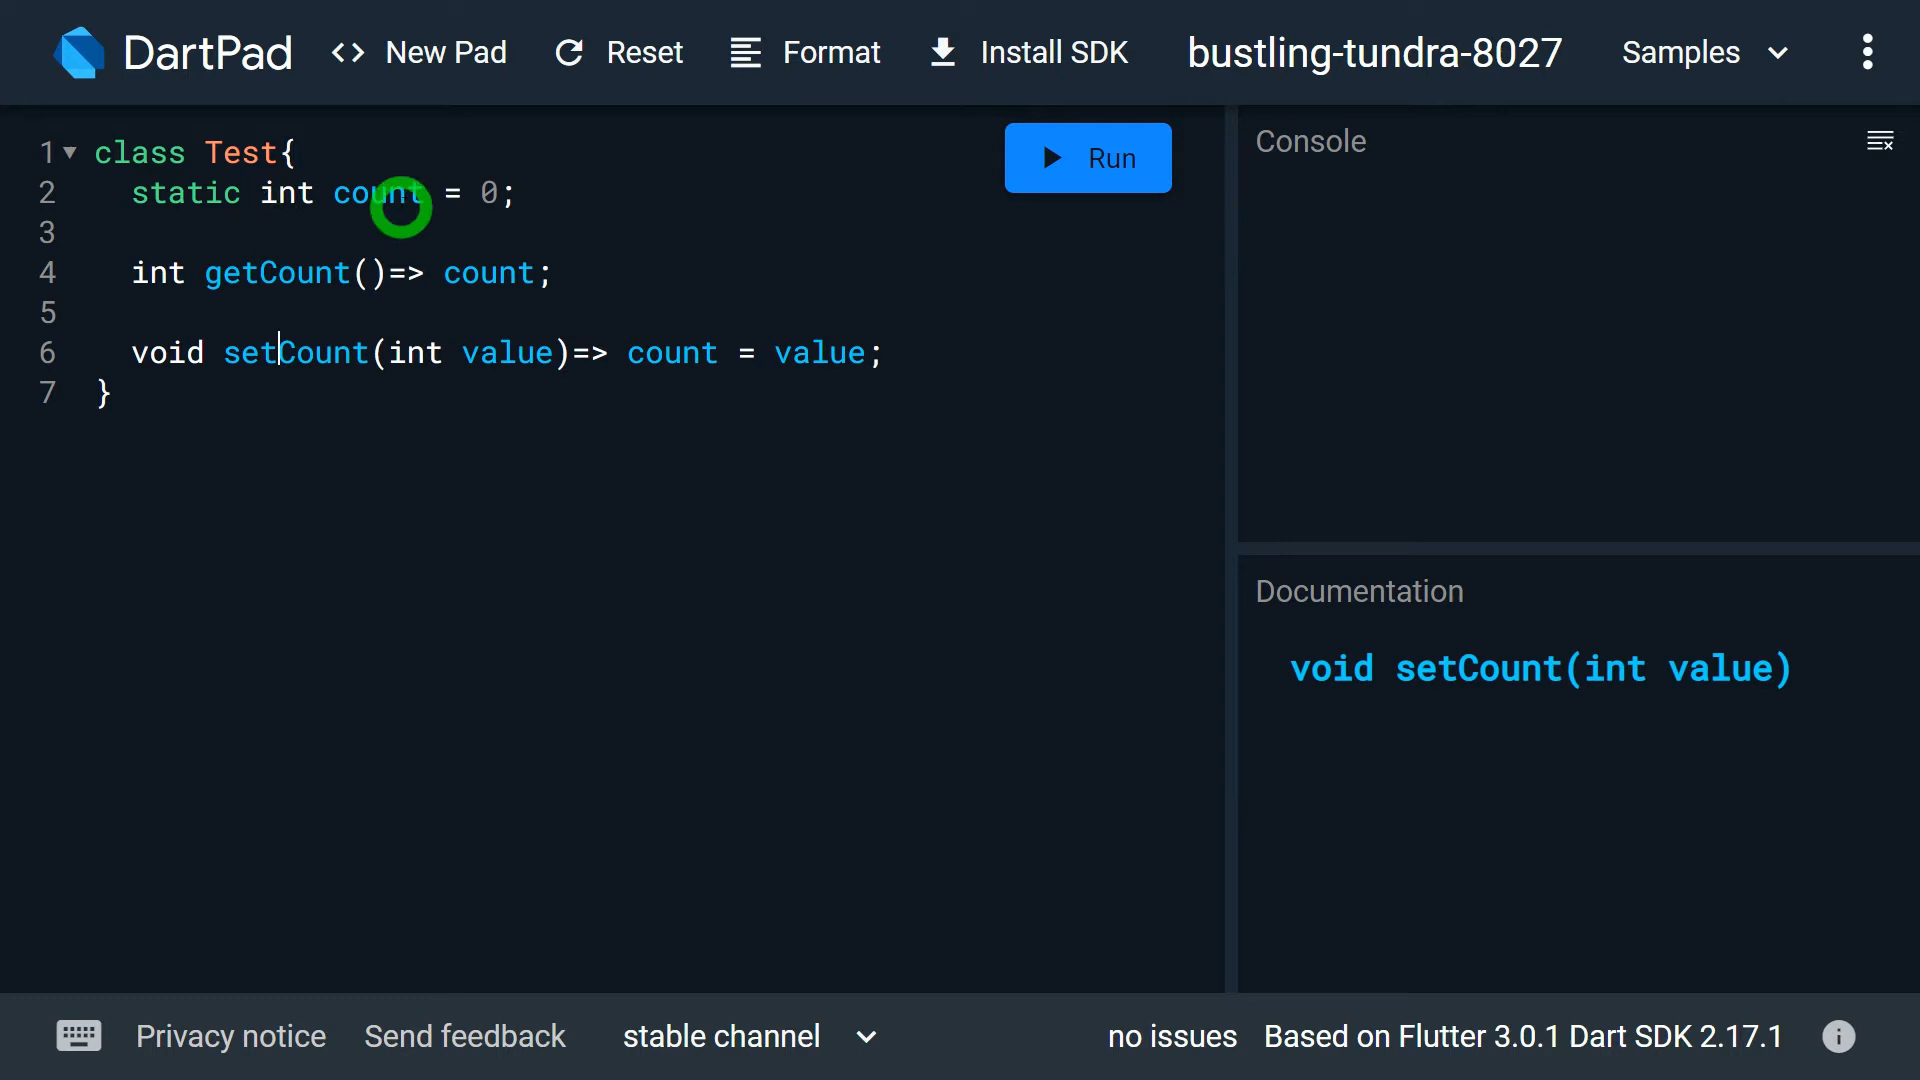 DartPad <> New Pad Reset Format Install SDK bustling-tundra-8027 Samples
1 class Test{
2 static int count = 0;
3
4 int getCount()=> count;
5
6 void setCount(int value)=> count = value;
7 }
Run
Console
Documentation
void setCount(int value)
Privacy notice Send feedback stable channel no issues Based on Flutter 3.0.1 Dart SDK 2.17.1